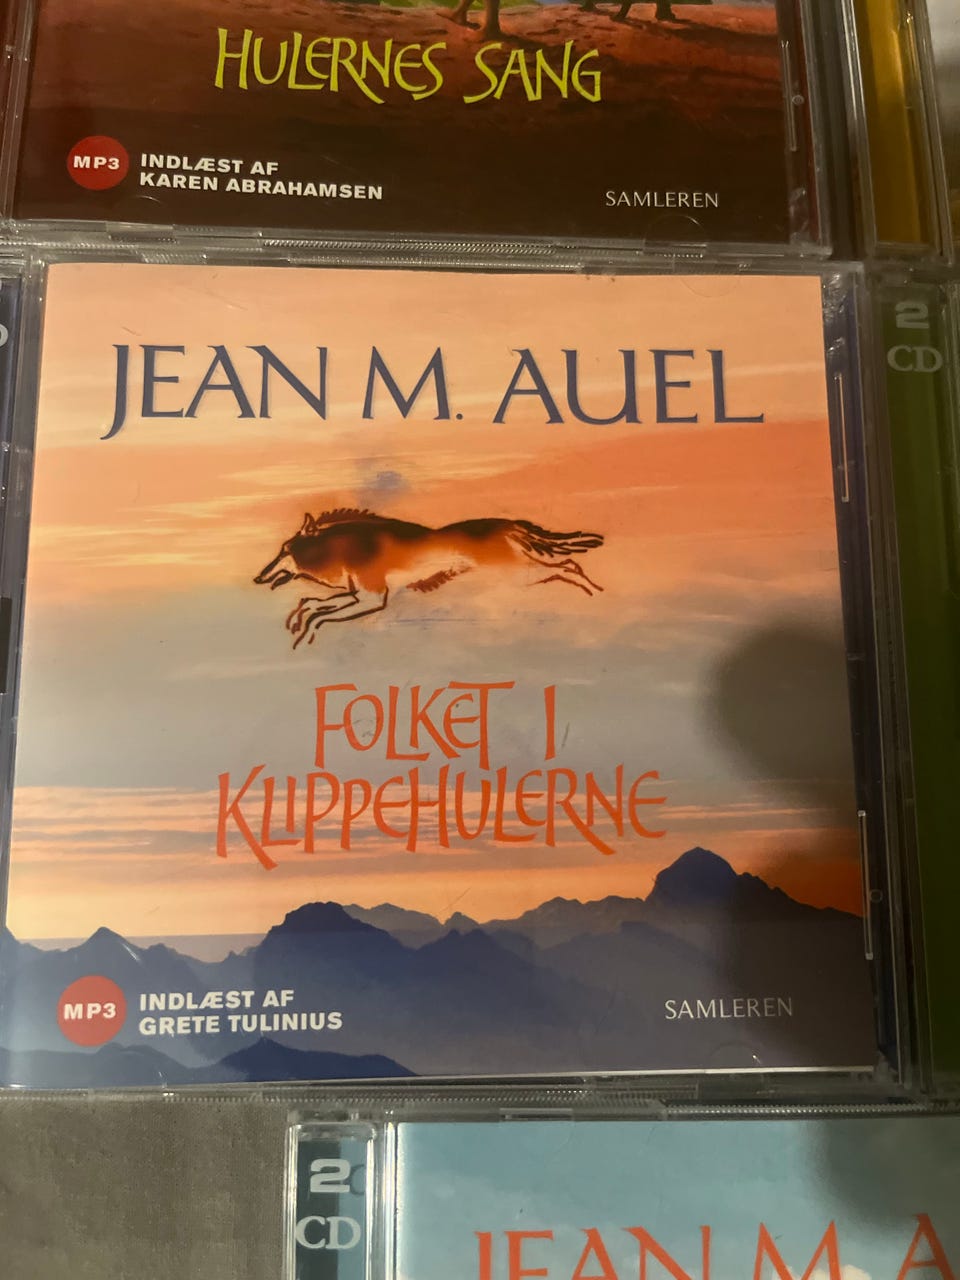 HULERNES SANG
MP3
INDLÆST AF
KAREN ABRAHAMSEN
SAMLEREN
2
CD
JEAN M. AUEL
FOLKET I
KLIPPEHULERNE
MP3
INDLÆST AF
GRETE TULINIUS
SAMLEREN
2
CD
JEAN M. A